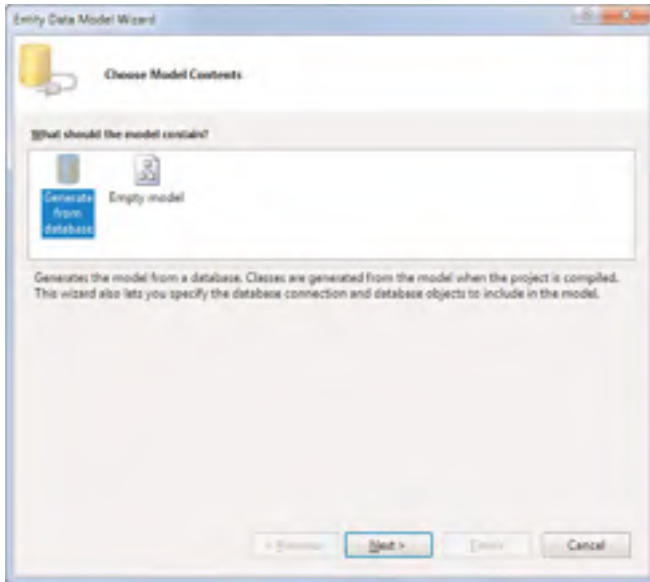 Entity Data Model Wizard
Choose Model Contents
What should the model contain?
Generate
from
database
Empty model
Generates the model from a database. Classes are generated from the model when the project is compiled.
This wizard also lets you specify the database connection and database objects to include in the model.
< Previous
Next >
Finish
Cancel